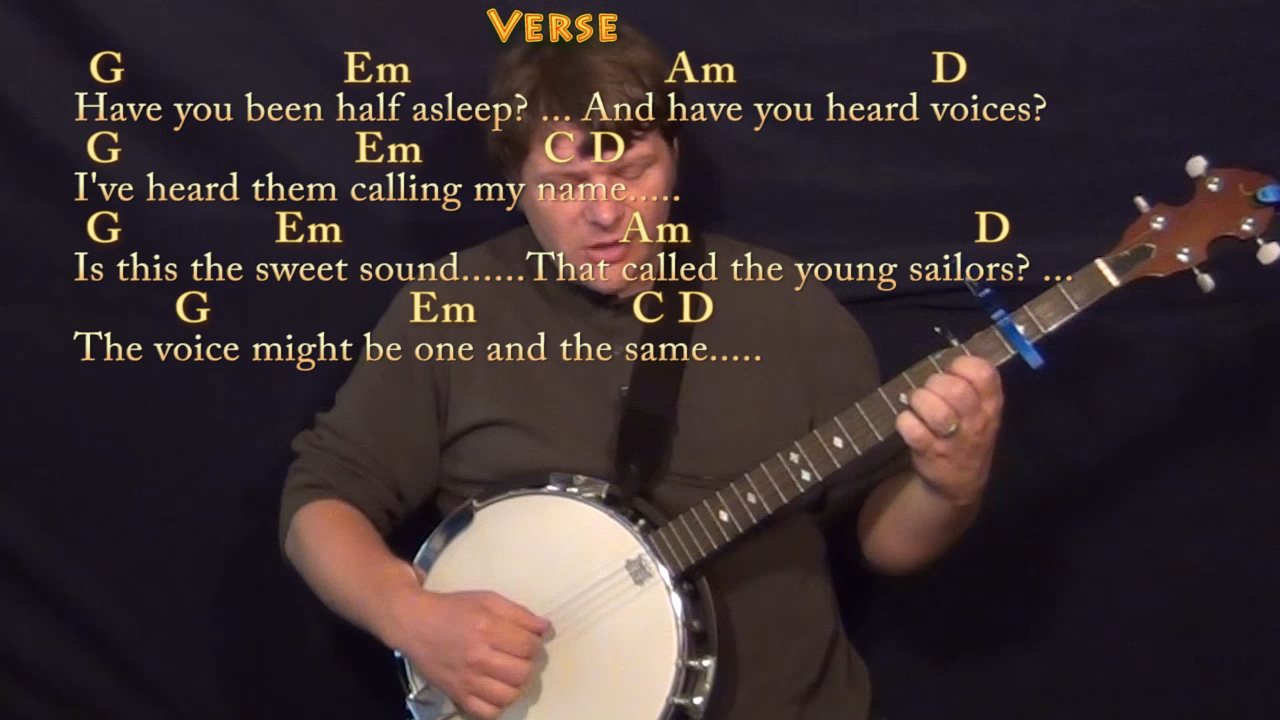 VERSE
G Em Am D
Have you been half asleep? ... And have you heard voices?
G Em C D
I've heard them calling my name.....
G Em Am D
Is this the sweet sound......That called the young sailors? ...
G Em C D
The voice might be one and the same.....